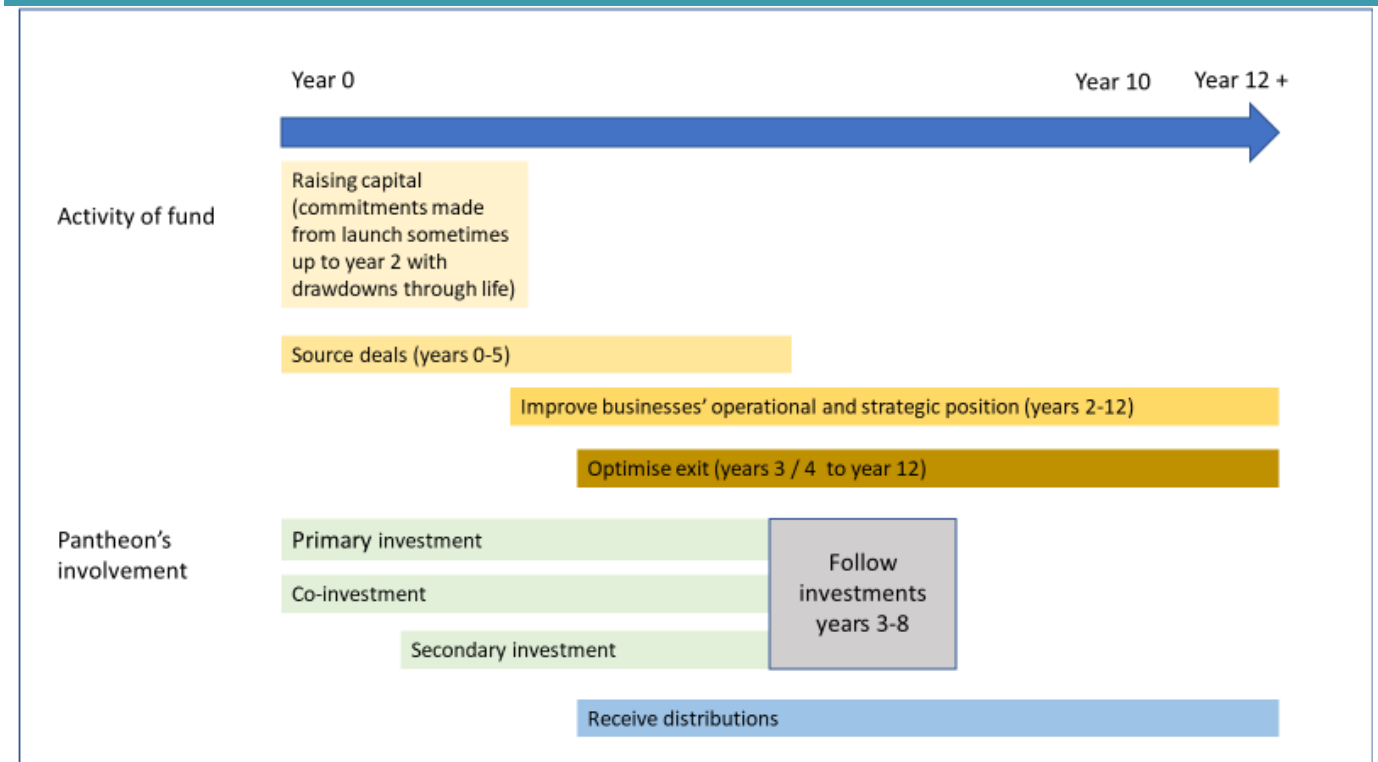 Year 0
Year 10
Year 12 +
Activity of fund
Raising capital
(commitments made
from launch sometimes
up to year 2 with
drawdowns through life)
Source deals (years 0-5)
Improve businesses’ operational and strategic position (years 2-12)
Optimise exit (years 3 / 4  to year 12)
Pantheon’s
involvement
Primary investment
Co-investment
Secondary investment
Follow
investments
years 3-8
Receive distributions